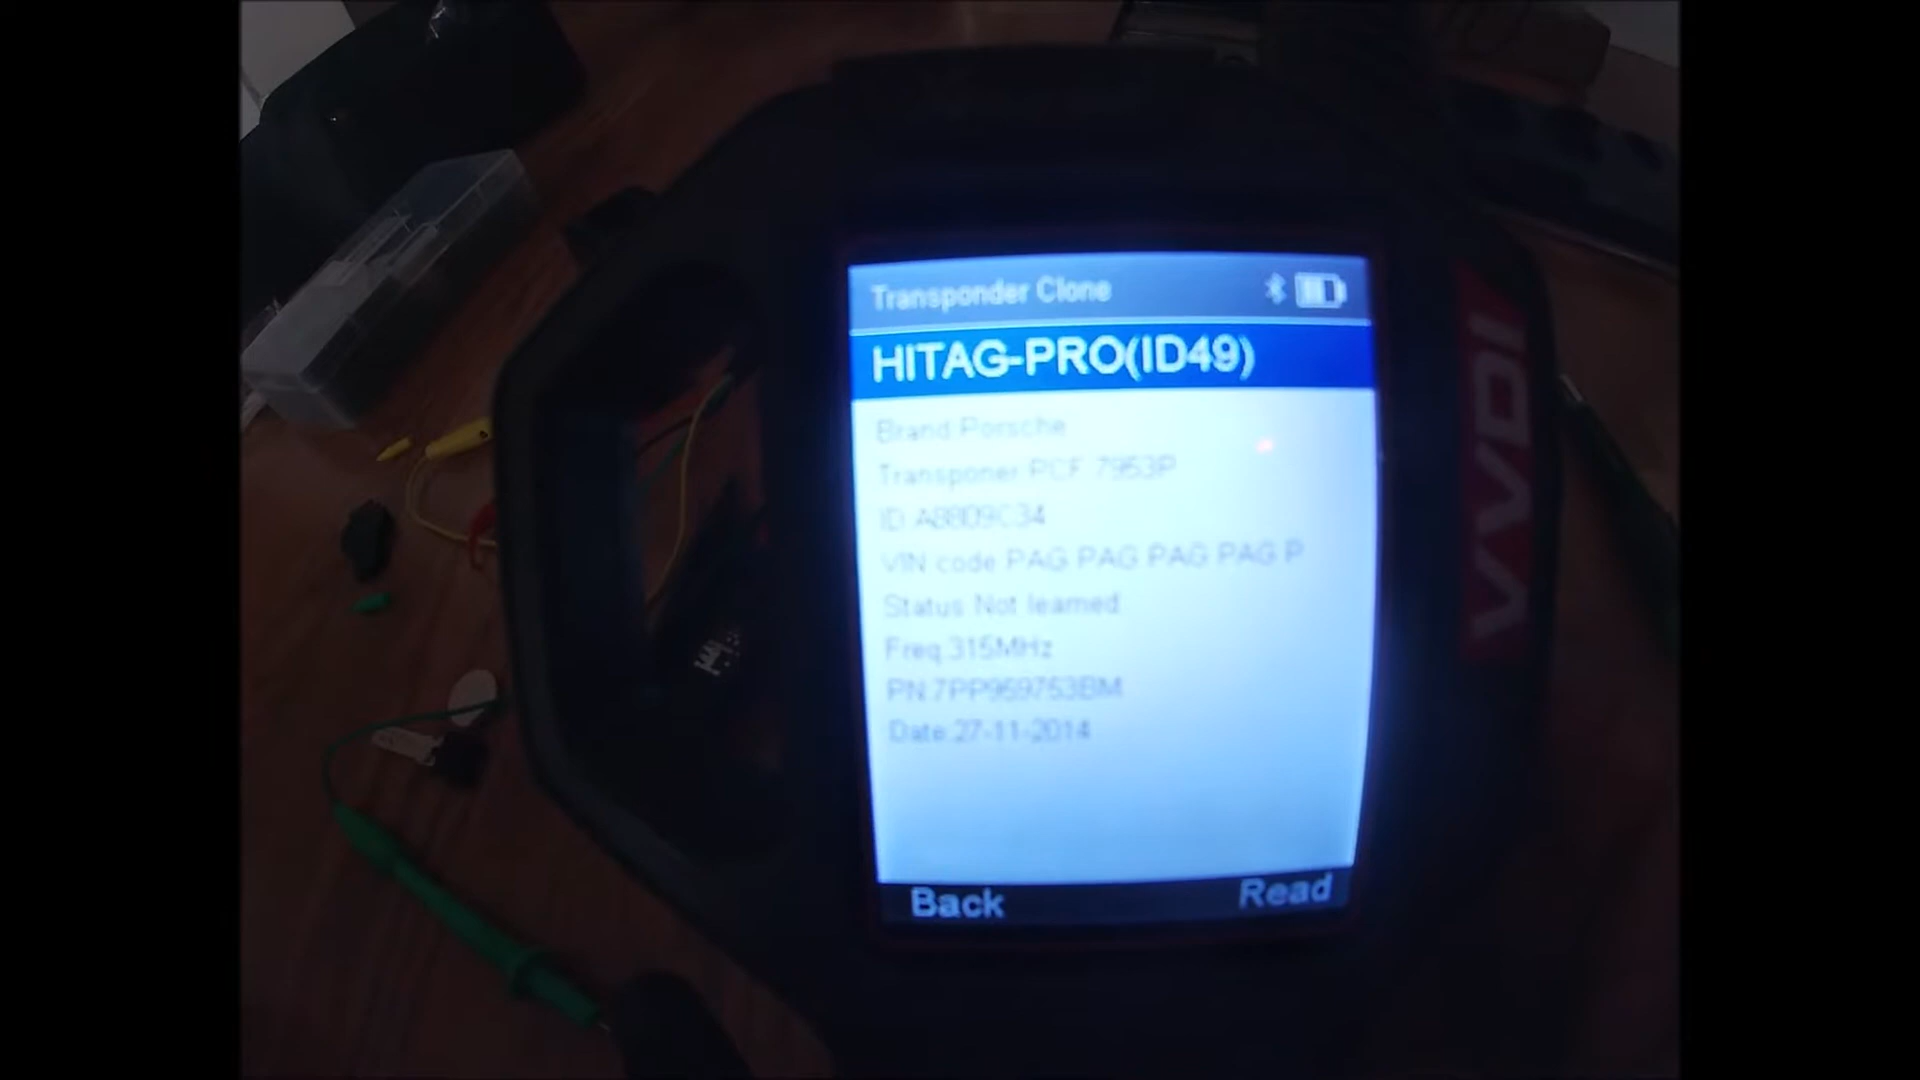 Transponder Clone
HITAG-PRO(ID49)
Brand:Porsche
Transponer:PCF 7953P
ID:A88D9C34
VIN code:PAG PAG PAG PAG P
Status:Not learned
Freq:315MHz
PN:7PP959753BM
Date:27-11-2014
Back
Read
VVDI